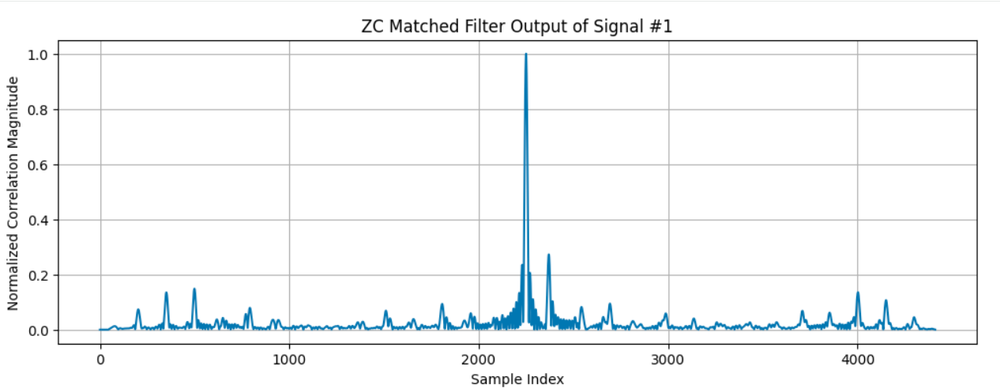 ZC Matched Filter Output of Signal #1
Normalized Correlation Magnitude
1.0
0.8
0.6
0.4
0.2
0.0
0 1000 2000 3000 4000
Sample Index